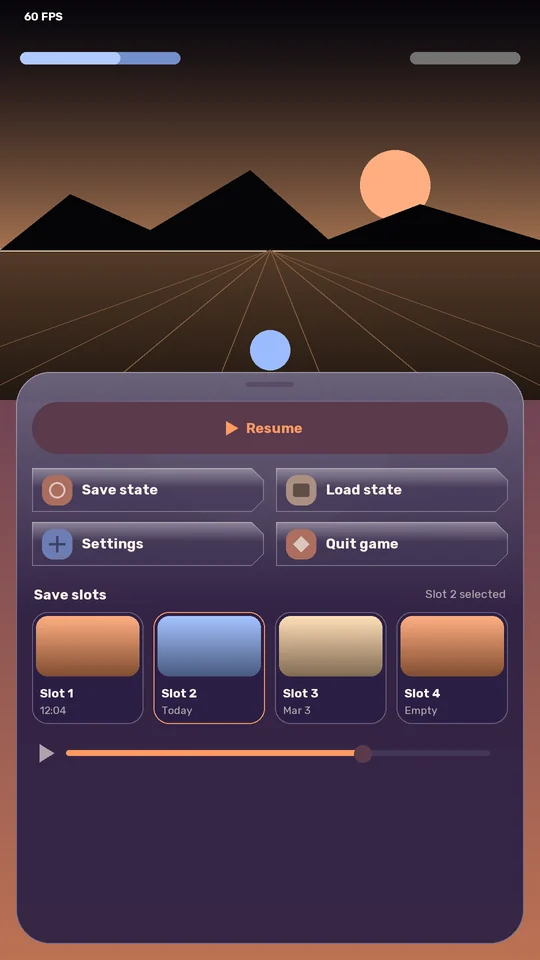 60 FPS
Resume
Save state
Load state
Settings
Quit game
Save slots
Slot 2 selected
Slot 1
12:04
Slot 2
Today
Slot 3
Mar 3
Slot 4
Empty